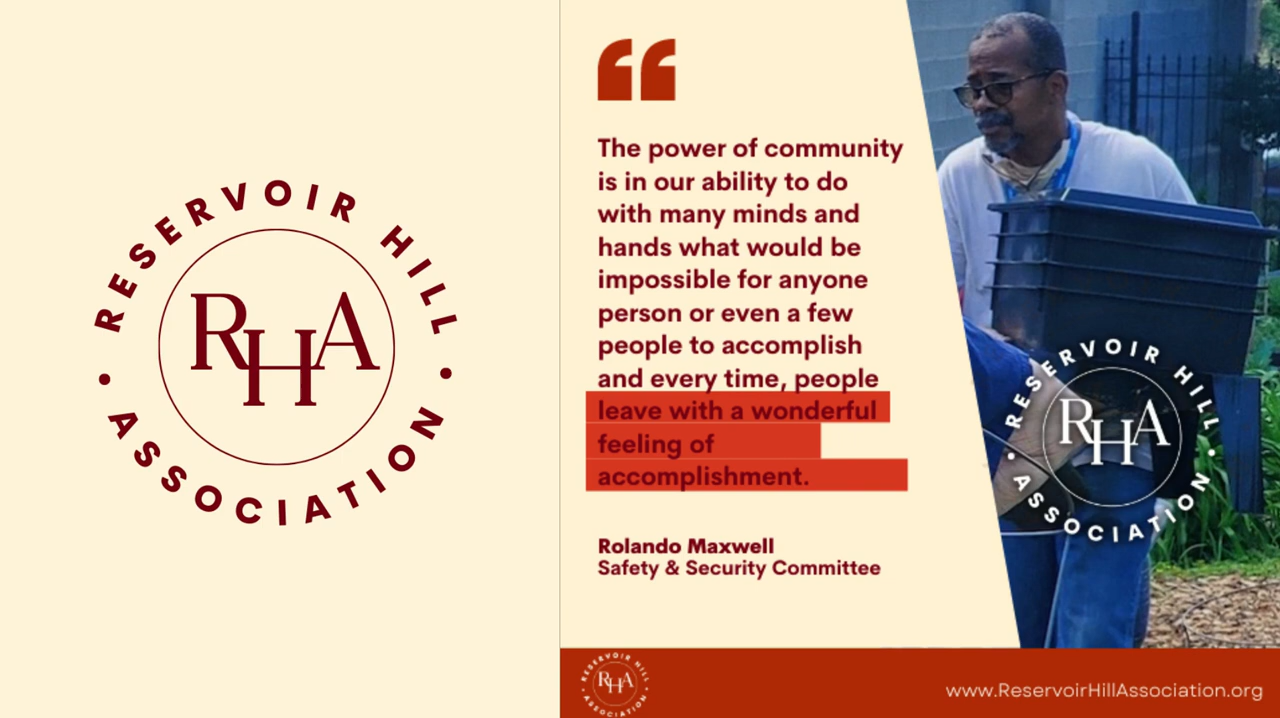 RESERVOIR HILL
RHA
ASSOCIATION
The power of community
is in our ability to do
with many minds and
hands what would be
impossible for anyone
person or even a few
people to accomplish
and every time, people
leave with a wonderful
feeling of
accomplishment.
Rolando Maxwell
Safety & Security Committee
RESERVOIR HILL
RHA
ASSOCIATION
RESERVOIR HILL
RHA
ASSOCIATION
www.ReservoirHillAssociation.org